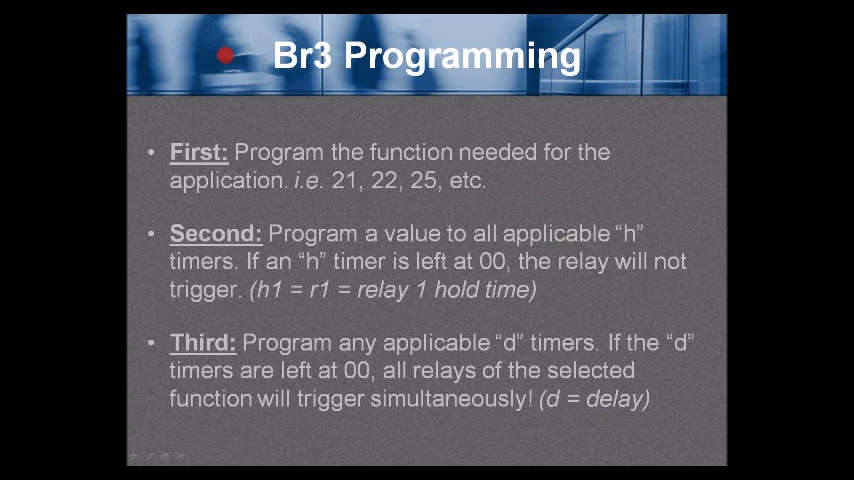 Br3 Programming
• First: Program the function needed for the
application. i.e. 21, 22, 25, etc.
• Second: Program a value to all applicable “h”
timers. If an “h” timer is left at 00, the relay will not
trigger. (h1 = r1 = relay 1 hold time)
• Third: Program any applicable “d” timers. If the “d”
timers are left at 00, all relays of the selected
function will trigger simultaneously! (d = delay)